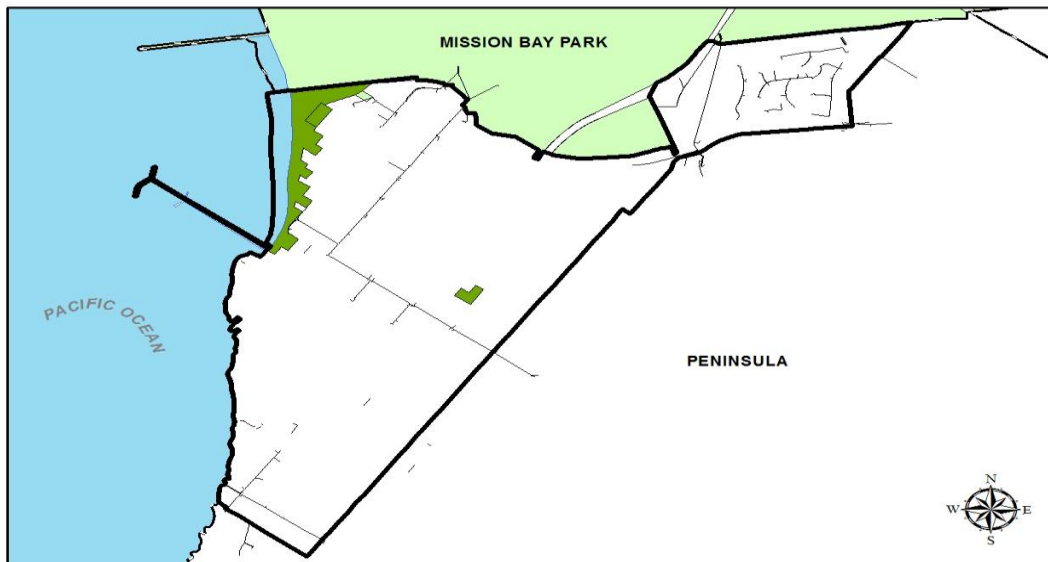 MISSION BAY PARK
PACIFIC OCEAN
PENINSULA
N
W E
S